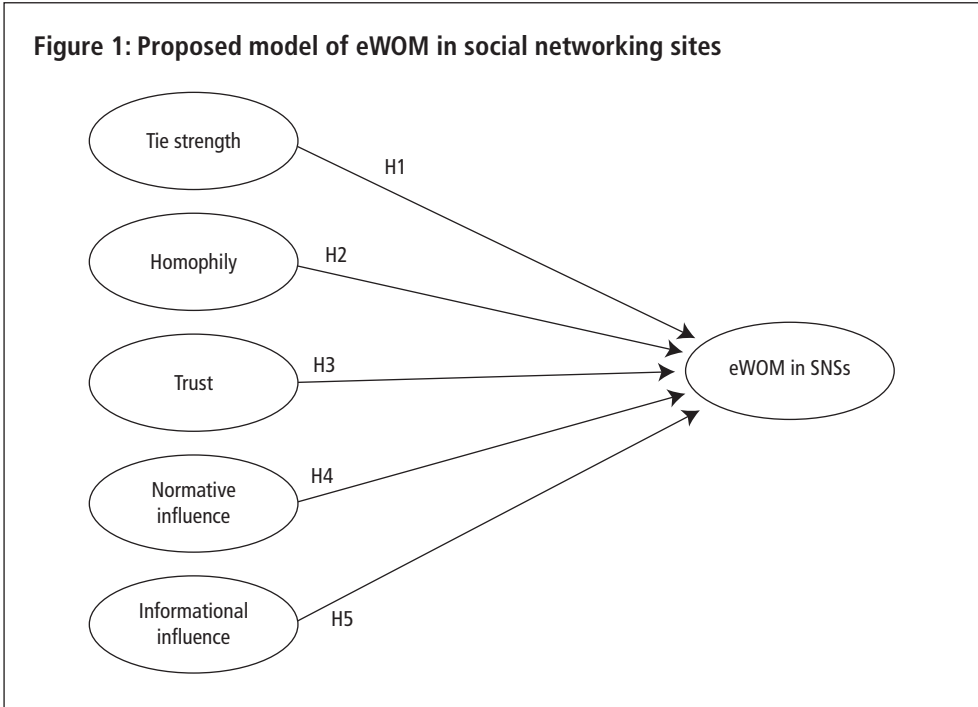 Figure 1: Proposed model of eWOM in social networking sites
Tie strength
H1
Homophily
H2
Trust
H3
eWOM in SNSs
Normative
influence
H4
Informational
influence
H5